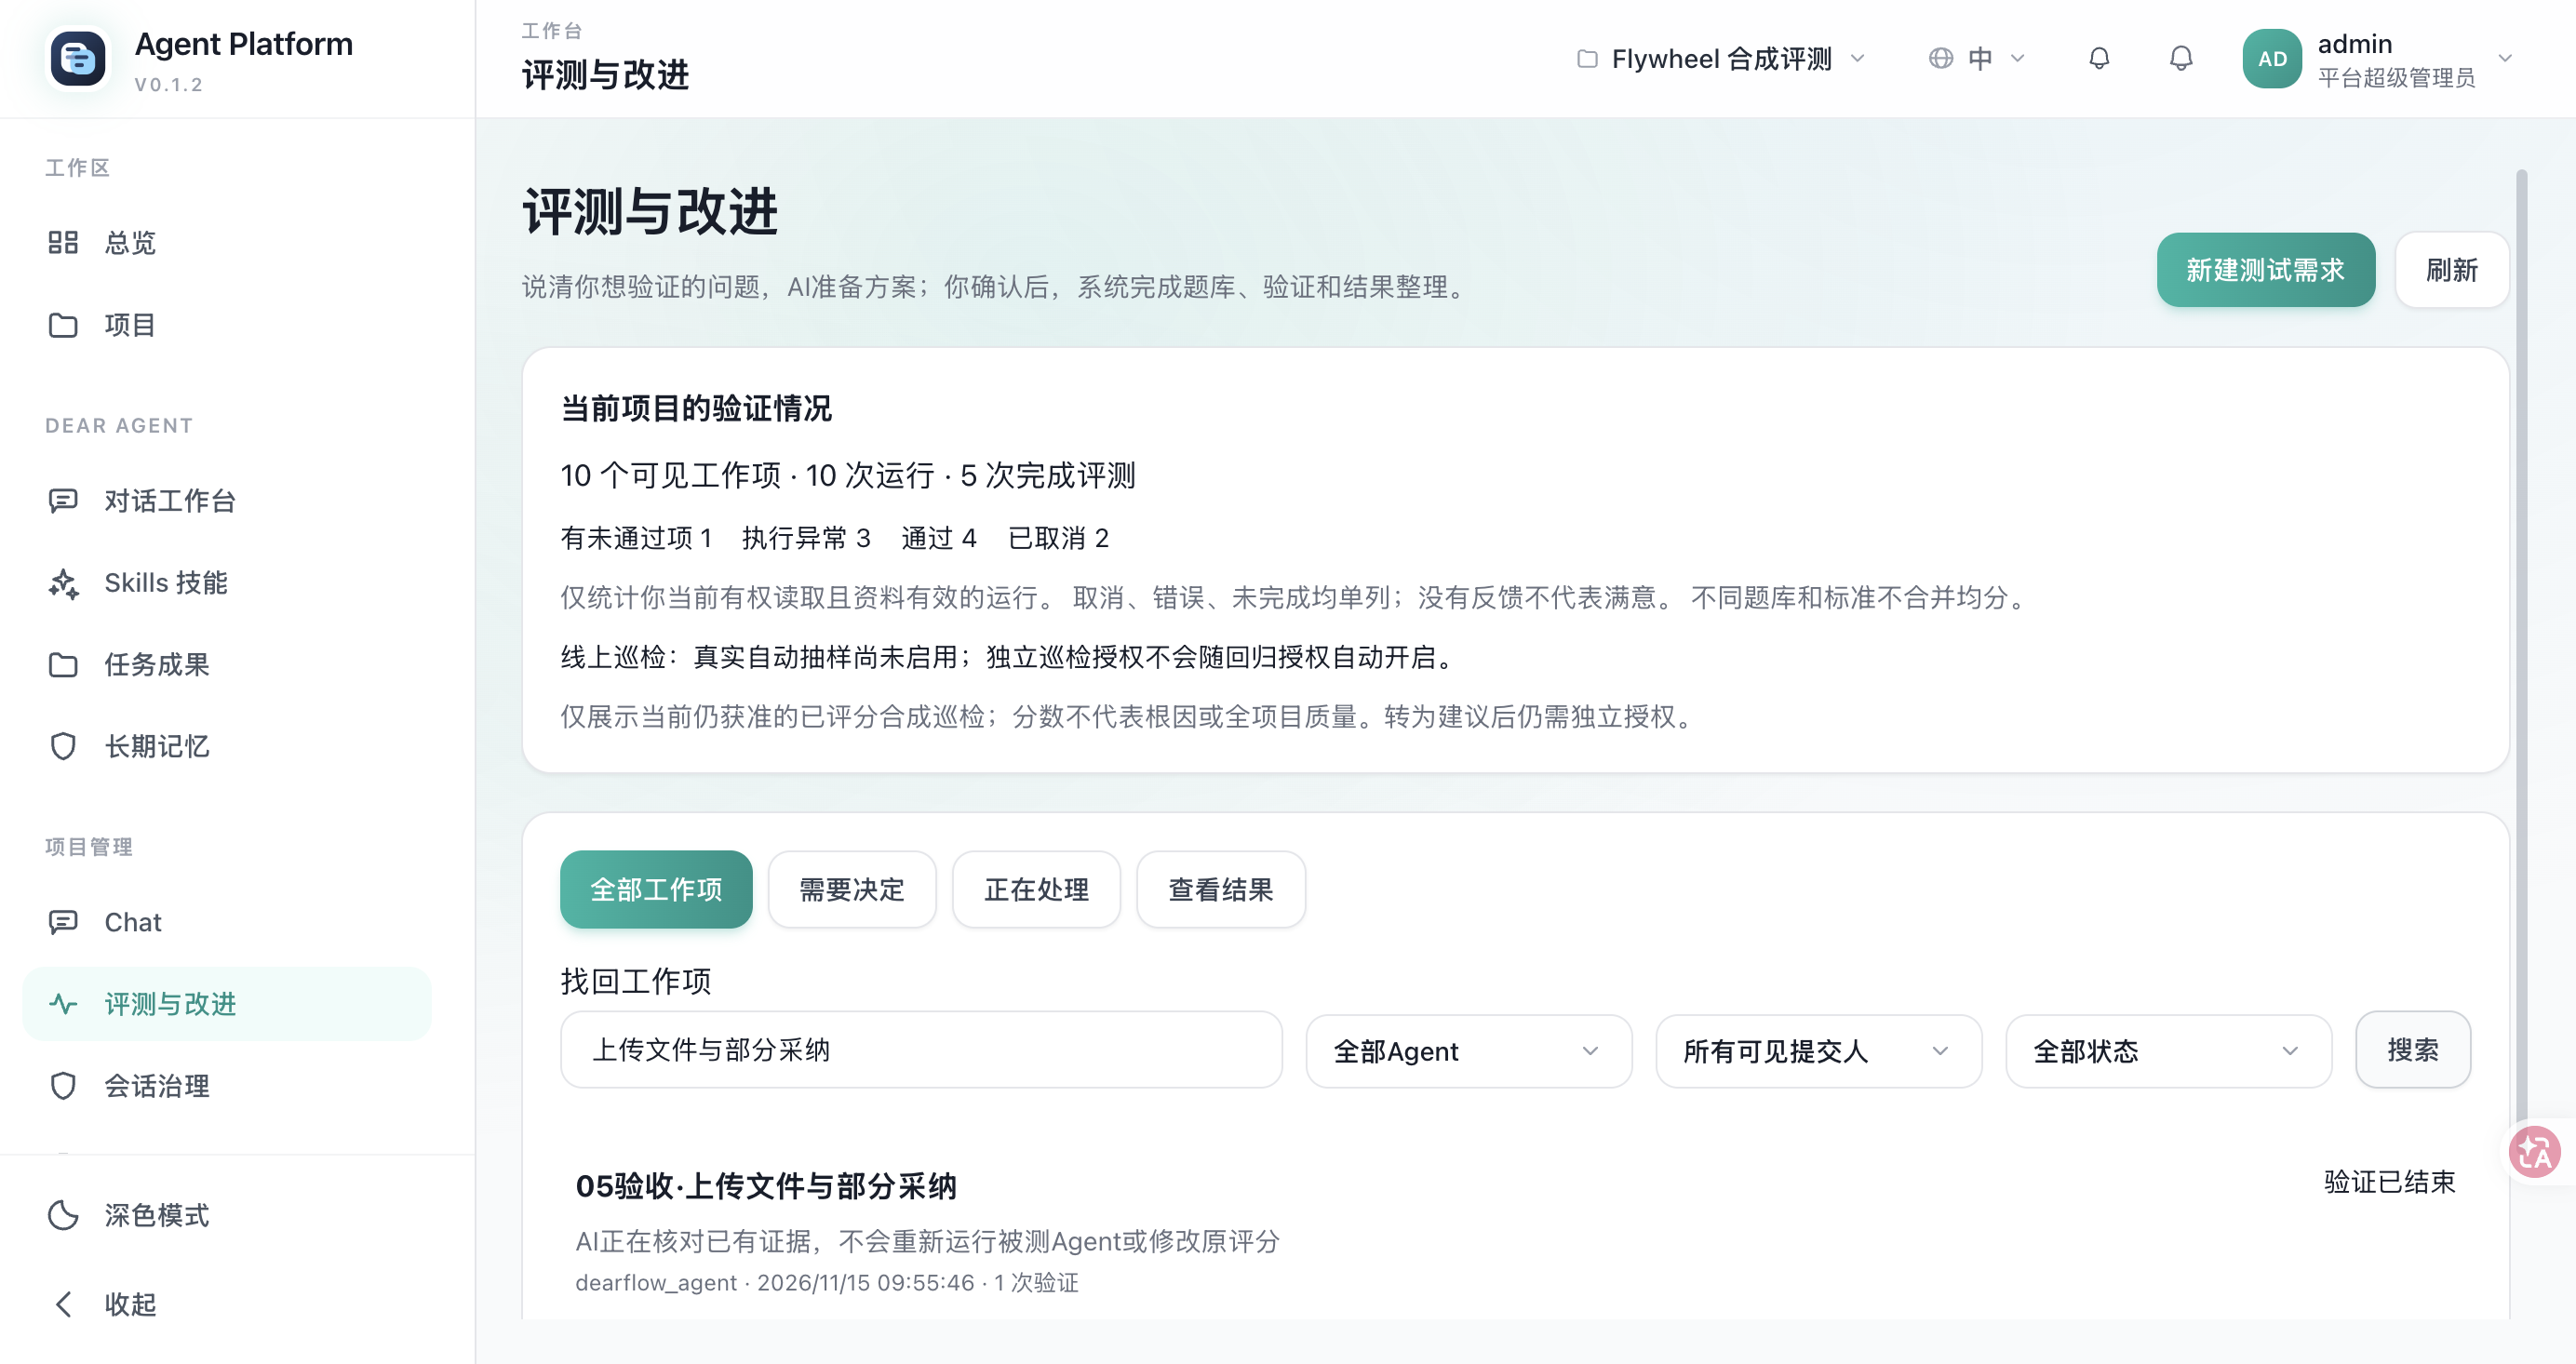 Agent Platform
V0.1.2
工作区
总览
项目
DEAR AGENT
对话工作台
Skills 技能
任务成果
长期记忆
项目管理
Chat
评测与改进
会话治理
深色模式
收起
工作台
评测与改进
Flywheel 合成评测
中
AD
admin
平台超级管理员
评测与改进
说清你想验证的问题，AI准备方案；你确认后，系统完成题库、验证和结果整理。
新建测试需求
刷新
当前项目的验证情况
10 个可见工作项 · 10 次运行 · 5 次完成评测
有未通过项 1 执行异常 3 通过 4 已取消 2
仅统计你当前有权读取且资料有效的运行。 取消、错误、未完成均单列；没有反馈不代表满意。 不同题库和标准不合并均分。
线上巡检：真实自动抽样尚未启用；独立巡检授权不会随回归授权自动开启。
仅展示当前仍获准的已评分合成巡检；分数不代表根因或全项目质量。转为建议后仍需独立授权。
全部工作项
需要决定
正在处理
查看结果
找回工作项
上传文件与部分采纳
全部Agent
所有可见提交人
全部状态
搜索
05验收·上传文件与部分采纳
验证已结束
AI正在核对已有证据，不会重新运行被测Agent或修改原评分
dearflow_agent · 2026/11/15 09:55:46 · 1 次验证